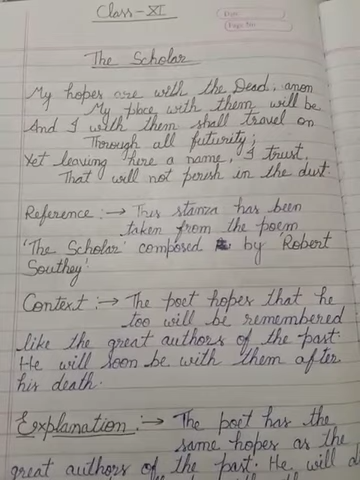 Class-XI
Date
Page No
The Scholar
My hopes are with the Dead, anon
My place with them will be
And I with them shall travel on
Through all futurity;
Yet leaving here a name, I trust,
That will not perish in the dust.
Reference:→ This stanza has been
taken from the poem
'The Scholar' composed by Robert
Southey.
Context:→ The poet hopes that he
too will be remembered
like the great authors of the past.
He will soon be with them after
his death.
Explanation:→ The poet has the
same hopes as the
great authors of the past. He will